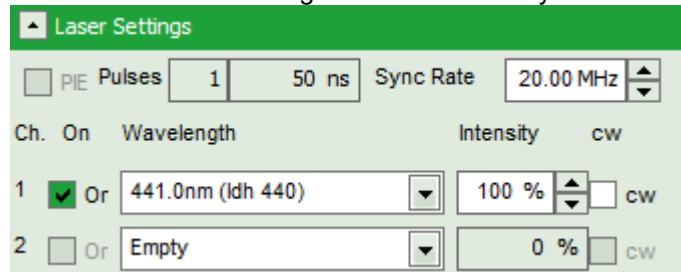 Laser Settings
PIE Pulses 1 50 ns Sync Rate 20.00 MHz
Ch. On Wavelength Intensity cw
1 Or 441.0nm (ldh 440) 100 % cw
2 Or Empty 0 % cw